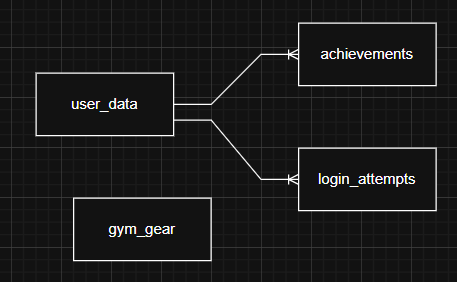 achievements
user_data
login_attempts
gym_gear